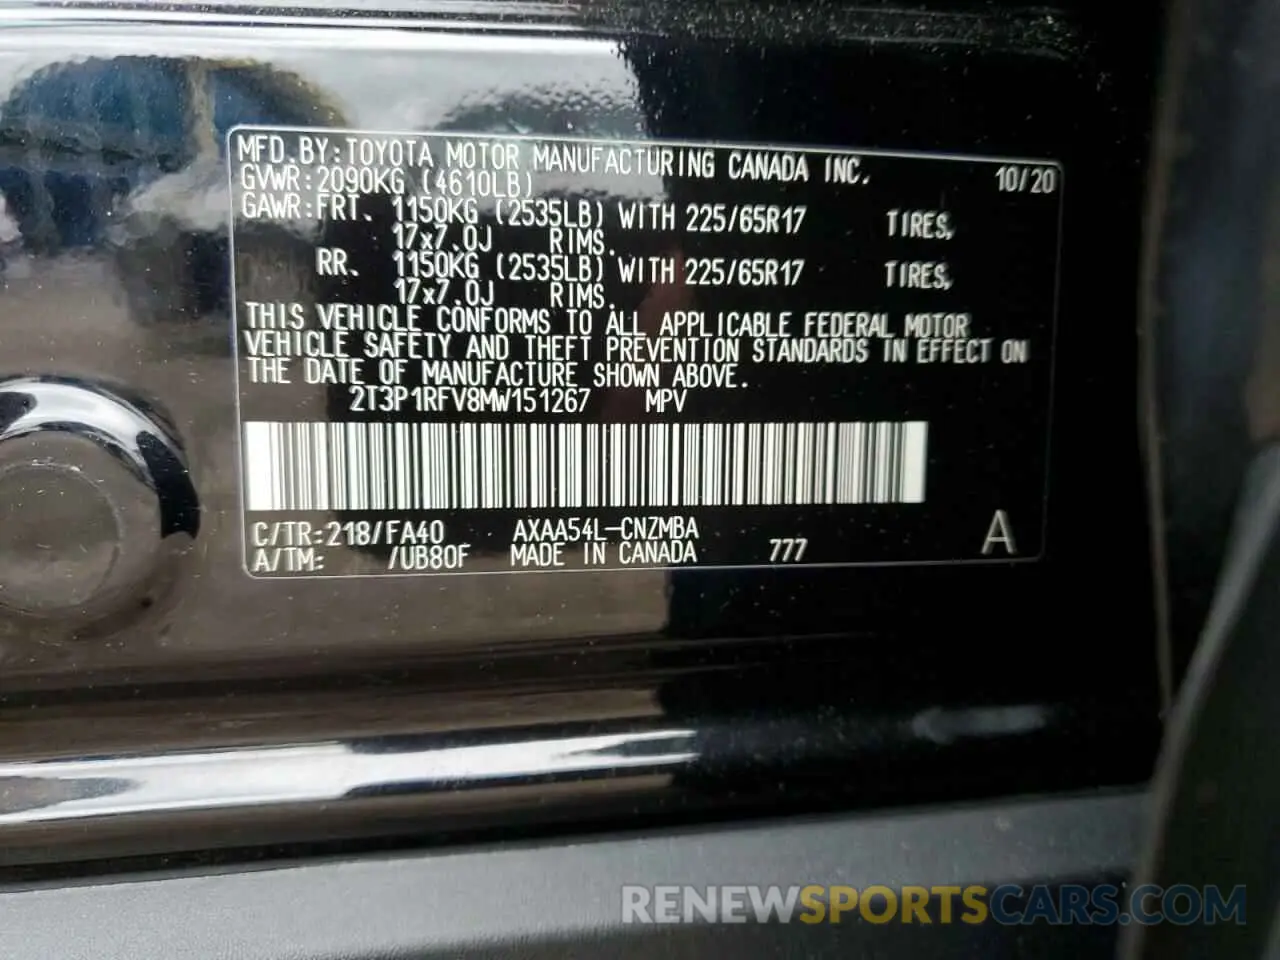 MFD.BY:TOYOTA MOTOR MANUFACTURING CANADA INC. 10/20
GVWR:2090KG (4610LB)
GAWR:FRT. 1150KG (2535LB) WITH 225/65R17 TIRES,
17x7.0J RIMS.
RR. 1150KG (2535LB) WITH 225/65R17 TIRES,
17x7.0J RIMS.
THIS VEHICLE CONFORMS TO ALL APPLICABLE FEDERAL MOTOR
VEHICLE SAFETY AND THEFT PREVENTION STANDARDS IN EFFECT ON
THE DATE OF MANUFACTURE SHOWN ABOVE.
2T3P1RFV8MW151267 MPV
C/TR:218/FA40 AXAA54L-CNZMBA
A/TM: /UB80F MADE IN CANADA 777 A
RENEWSPORTSCARS.COM